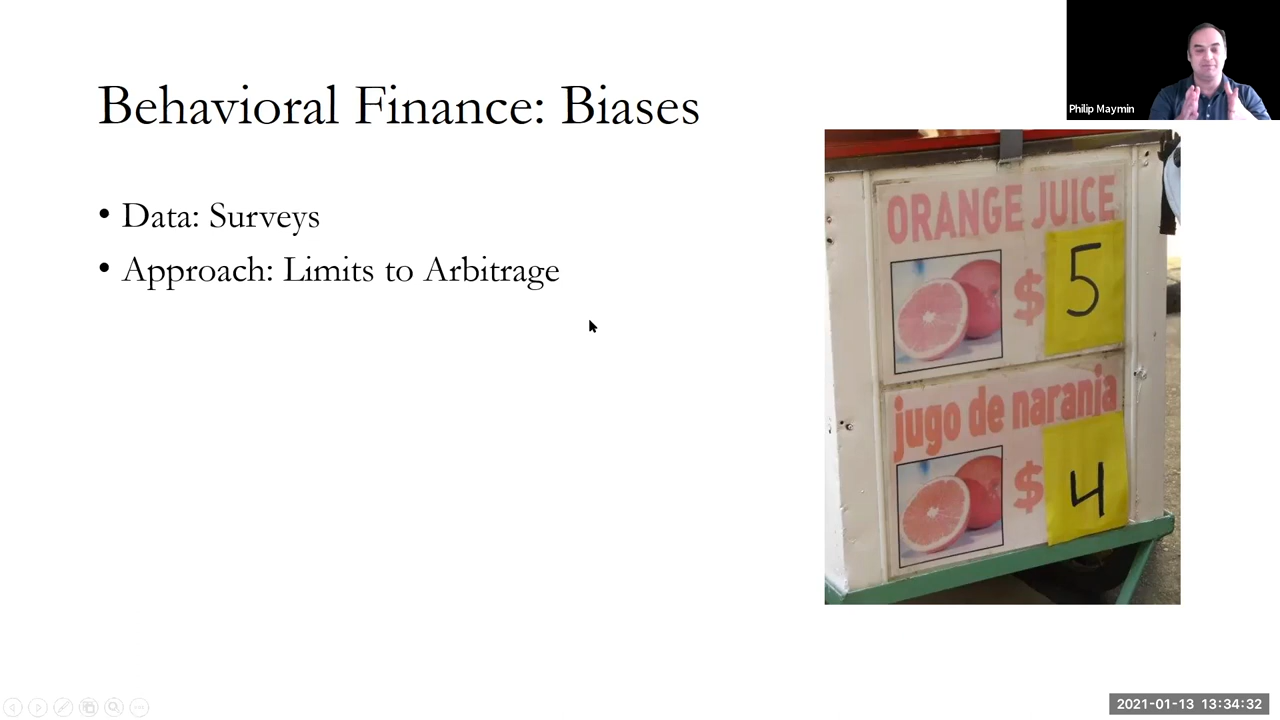 Philip Maymin
Behavioral Finance: Biases
• Data: Surveys
• Approach: Limits to Arbitrage
ORANGE JUICE
$ 5
jugo de naranja
$ 4
2021-01-13 13:34:32